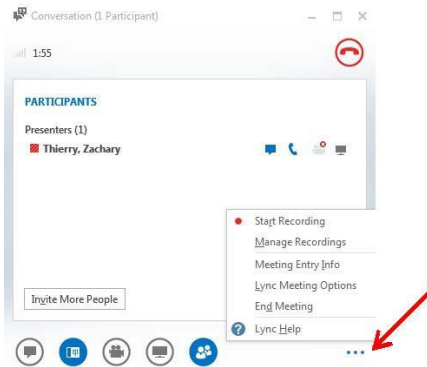 Conversation (1 Participant)
1:55
PARTICIPANTS
Presenters (1)
Thierry, Zachary
Start Recording
Manage Recordings
Meeting Entry Info
Lync Meeting Options
End Meeting
Lync Help
Invite More People